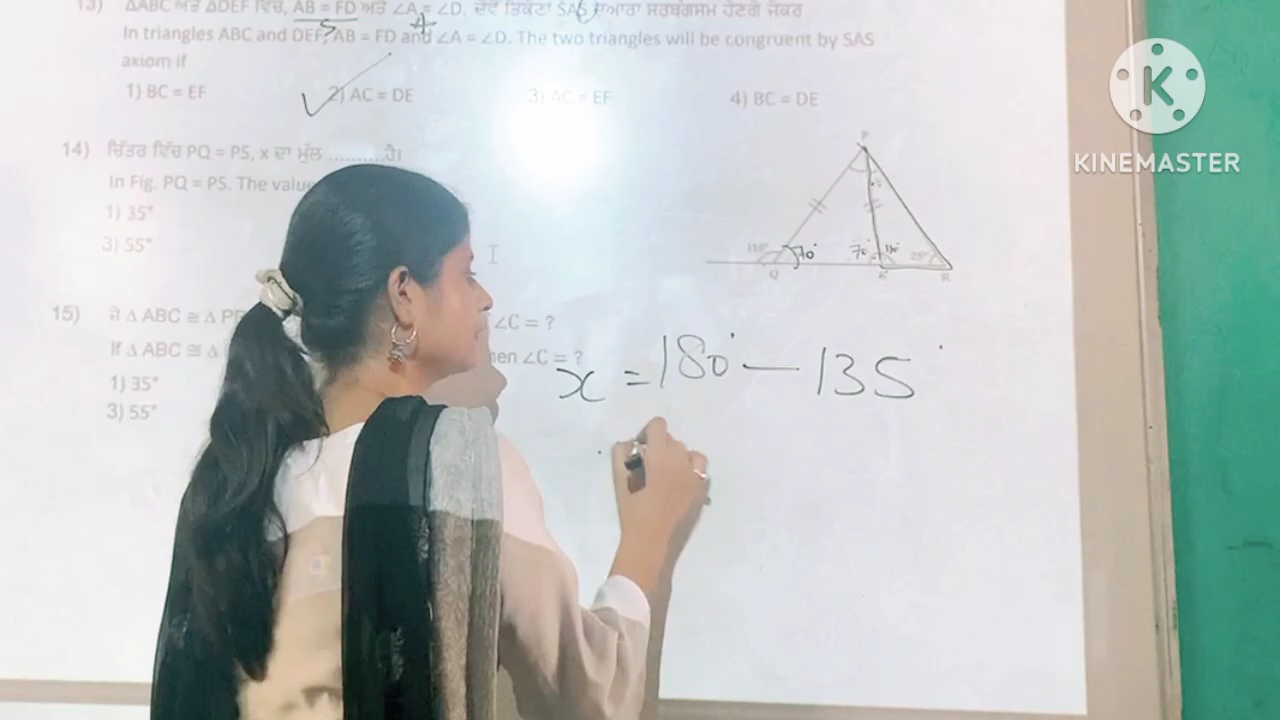 13) ΔABC ਅਤੇ ΔDEF ਵਿੱਚ, AB = FD ਅਤੇ ∠A = ∠D, ਦੋਵੇਂ ਤਿਕੋਣਾਂ SAS ਦੁਆਰਾ ਸਰਬੰਗਸਮ ਹੋਣਗੇ ਜੇਕਰ
In triangles ABC and DEF, AB = FD and ∠A = ∠D. The two triangles will be congruent by SAS
axiom if
1) BC = EF 2) AC = DE 3) AC = EF 4) BC = DE
14) ਚਿੱਤਰ ਵਿੱਚ PQ = PS, x ਦਾ ਮੁੱਲ ..........ਹੈ।
In Fig. PQ = PS. The value
1) 35°
3) 55°
P
110° 70° 70° 110° 25°
Q R
15) ਜੇ Δ ABC ≅ Δ ∠C = ?
If Δ ABC ≅ Δ ∠C = ?
1) 35°
3) 55°
x = 180° — 135°
K
KINEMASTER